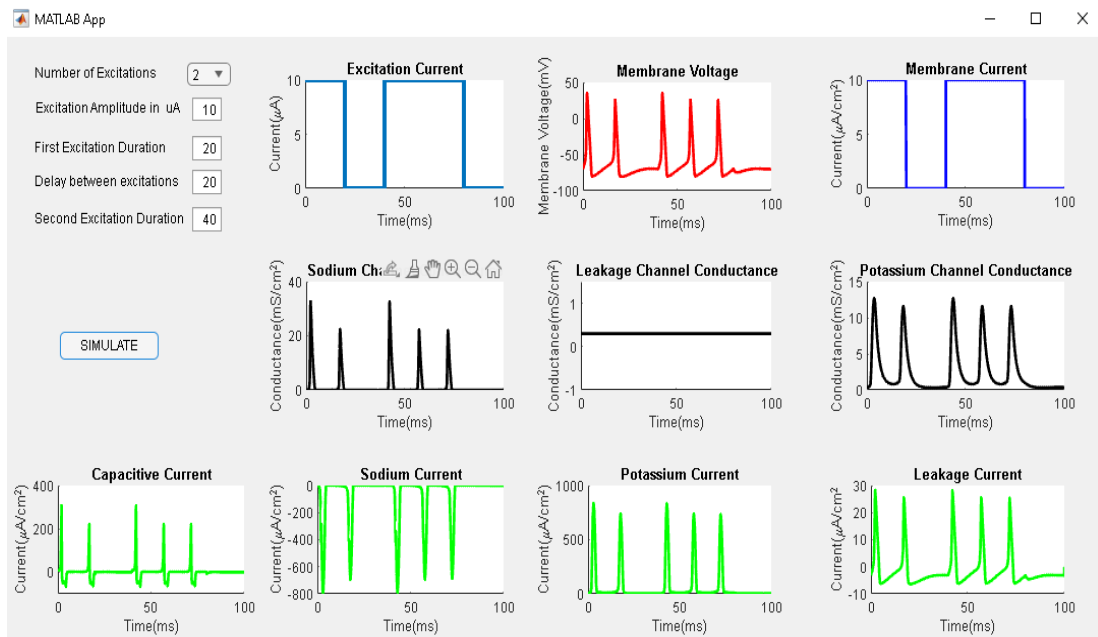 MATLAB App
Number of Excitations 2
Excitation Amplitude in uA 10
First Excitation Duration 20
Delay between excitations 20
Second Excitation Duration 40
SIMULATE
Excitation Current
Current(μA)
10
5
0
0 50 100
Time(ms)
Membrane Voltage
Membrane Voltage(mV)
50
0
-50
-100
0 50 100
Time(ms)
Membrane Current
Current(μA/cm²)
10
5
0
0 50 100
Time(ms)
Sodium Cha
Conductance(mS/cm²)
40
20
0
0 50 100
Time(ms)
Leakage Channel Conductance
Conductance(mS/cm²)
1
0
-1
0 50 100
Time(ms)
Potassium Channel Conductance
Conductance(mS/cm²)
15
10
5
0
0 50 100
Time(ms)
Capacitive Current
Current(μA/cm²)
400
200
0
0 50 100
Time(ms)
Sodium Current
Current(μA/cm²)
0
-200
-400
-600
-800
0 50 100
Time(ms)
Potassium Current
Current(μA/cm²)
1000
500
0
0 50 100
Time(ms)
Leakage Current
Current(μA/cm²
30
20
10
0
-10
0 50 100
Time(ms)